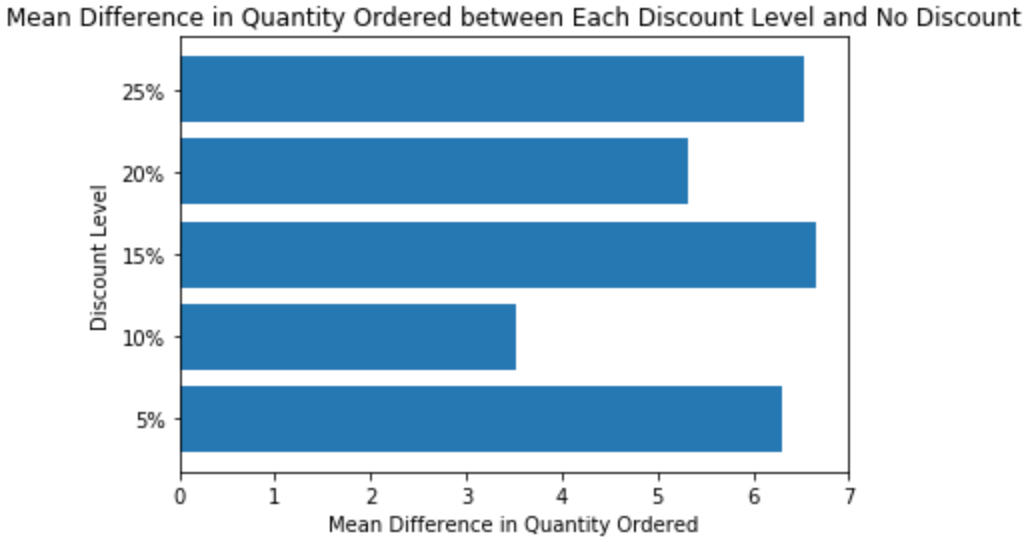 Mean Difference in Quantity Ordered between Each Discount Level and No Discount
Discount Level
25%
20%
15%
10%
5%
0 1 2 3 4 5 6 7
Mean Difference in Quantity Ordered